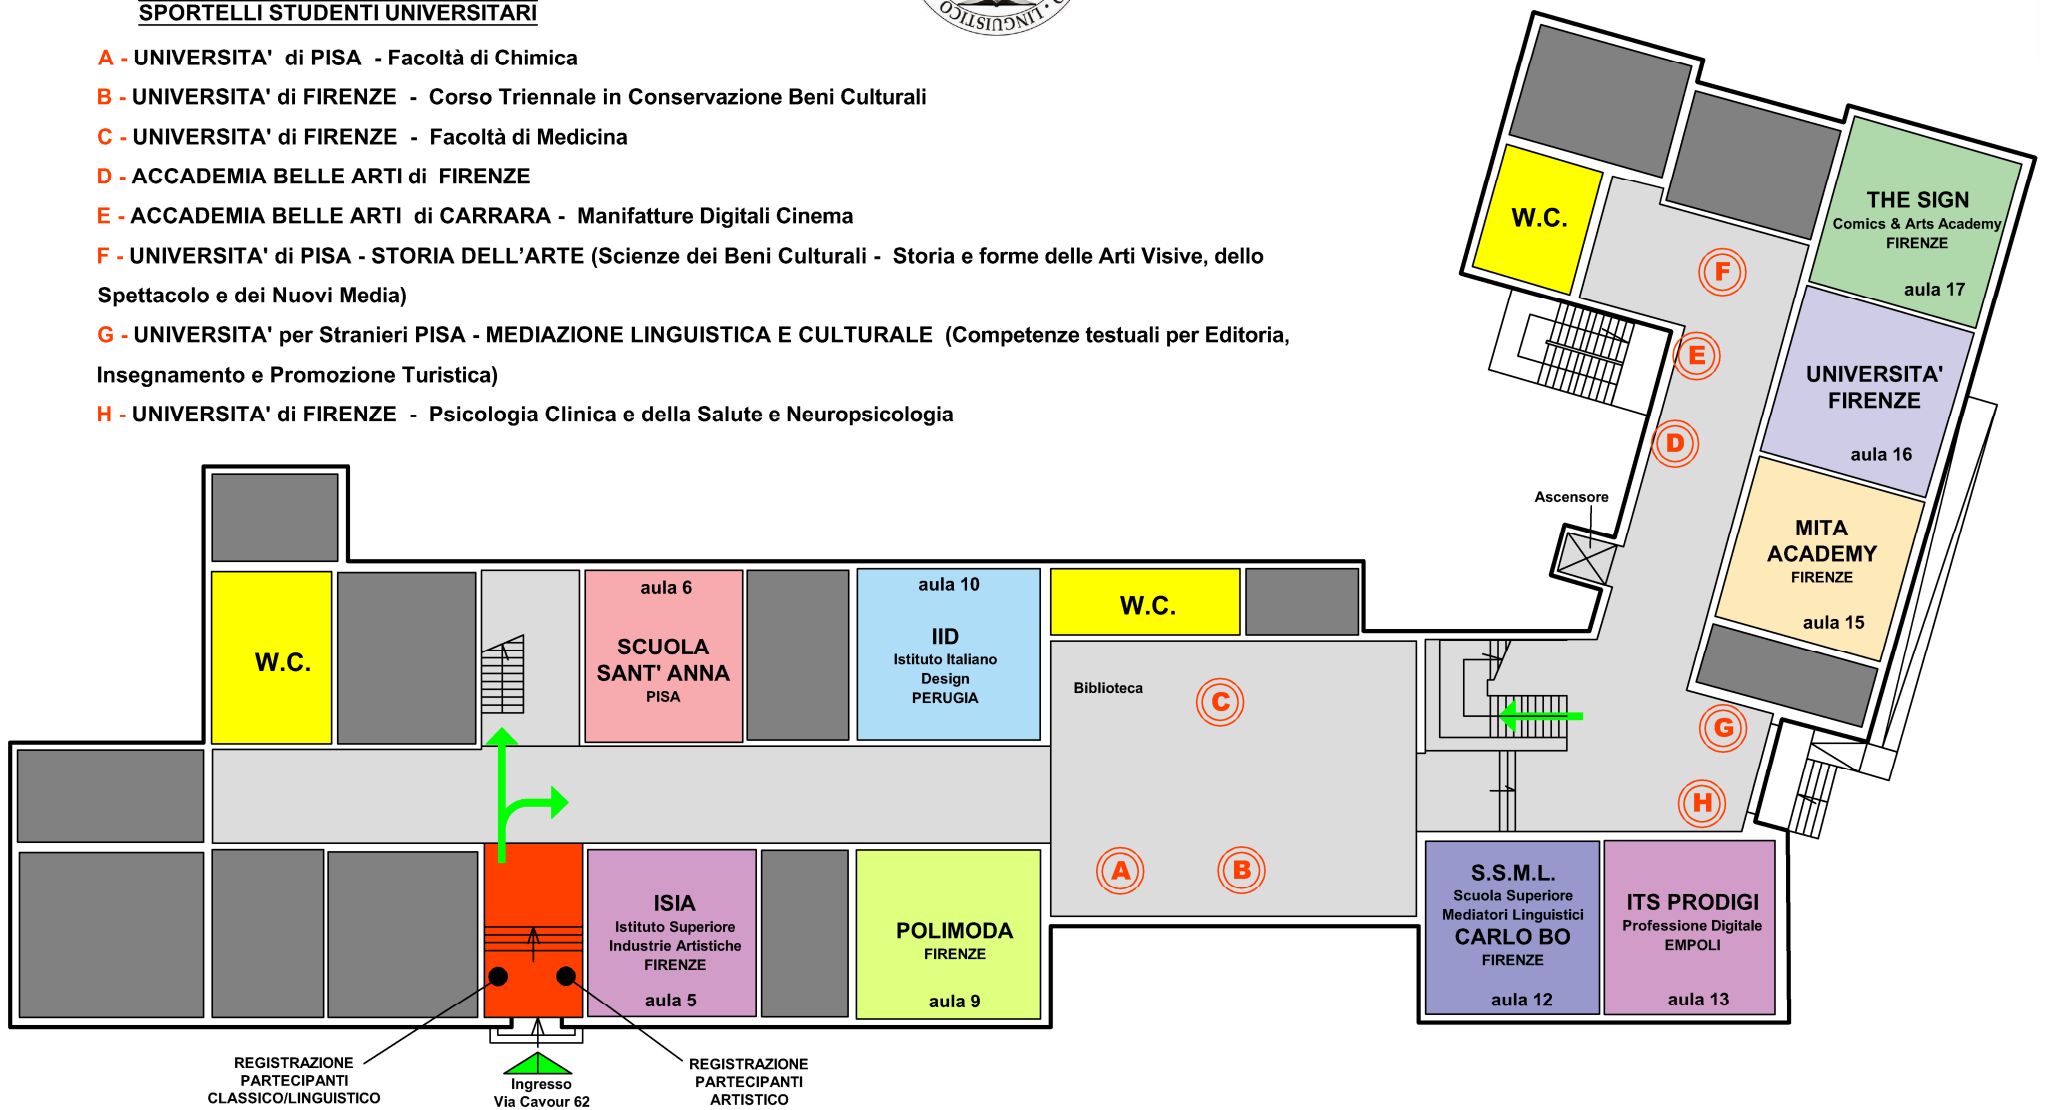 SPORTELLI STUDENTI UNIVERSITARI
LINGUISTICO
A - UNIVERSITA' di PISA - Facoltà di Chimica
B - UNIVERSITA' di FIRENZE - Corso Triennale in Conservazione Beni Culturali
C - UNIVERSITA' di FIRENZE - Facoltà di Medicina
D - ACCADEMIA BELLE ARTI di FIRENZE
E - ACCADEMIA BELLE ARTI di CARRARA - Manifatture Digitali Cinema
F - UNIVERSITA' di PISA - STORIA DELL’ARTE (Scienze dei Beni Culturali - Storia e forme delle Arti Visive, dello
Spettacolo e dei Nuovi Media)
G - UNIVERSITA' per Stranieri PISA - MEDIAZIONE LINGUISTICA E CULTURALE (Competenze testuali per Editoria,
Insegnamento e Promozione Turistica)
H - UNIVERSITA' di FIRENZE - Psicologia Clinica e della Salute e Neuropsicologia
THE SIGN
Comics & Arts Academy
FIRENZE
aula 17
W.C.
F
E
D
UNIVERSITA'
FIRENZE
aula 16
Ascensore
MITA
ACADEMY
FIRENZE
aula 15
W.C.
aula 6
SCUOLA
SANT' ANNA
PISA
aula 10
IID
Istituto Italiano
Design
PERUGIA
W.C.
Biblioteca
C
A
B
G
H
ISIA
Istituto Superiore
Industrie Artistiche
FIRENZE
aula 5
POLIMODA
FIRENZE
aula 9
S.S.M.L.
Scuola Superiore
Mediatori Linguistici
CARLO BO
FIRENZE
aula 12
ITS PRODIGI
Professione Digitale
EMPOLI
aula 13
REGISTRAZIONE
PARTECIPANTI
CLASSICO/LINGUISTICO
Ingresso
Via Cavour 62
REGISTRAZIONE
PARTECIPANTI
ARTISTICO